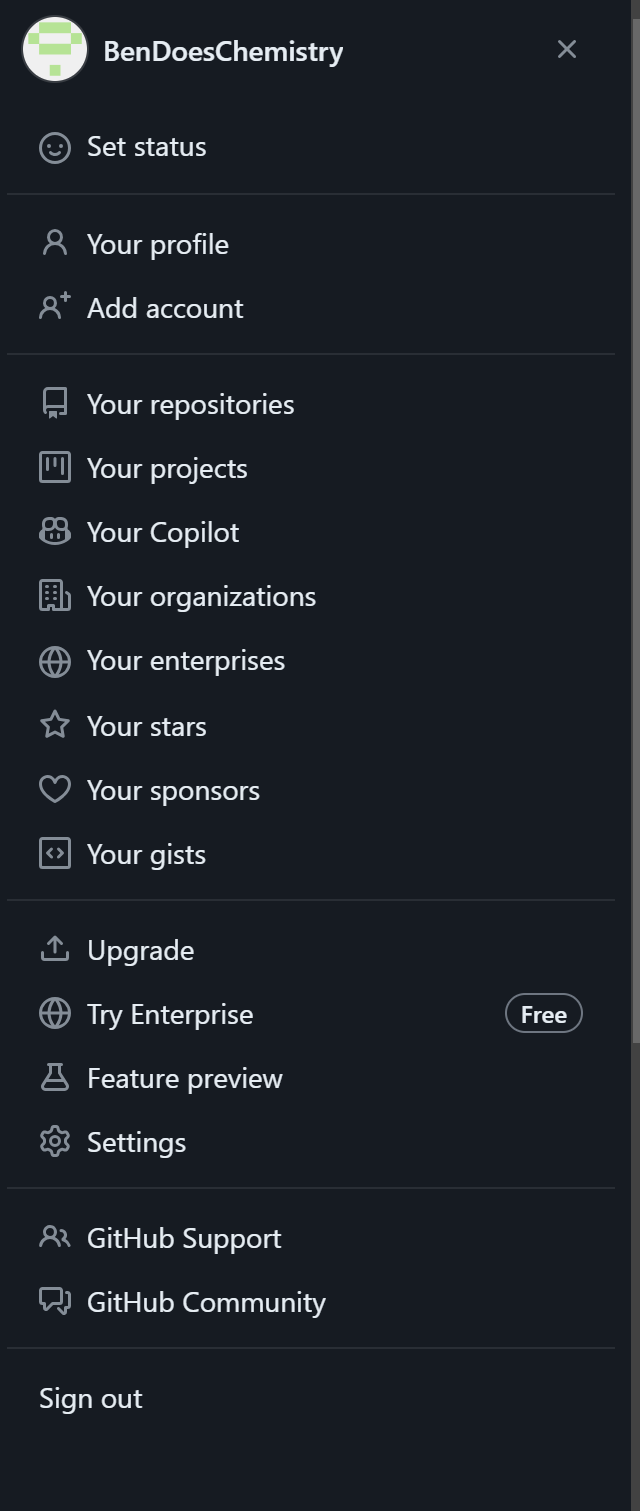 BenDoesChemistry
Set status
Your profile
Add account
Your repositories
Your projects
Your Copilot
Your organizations
Your enterprises
Your stars
Your sponsors
Your gists
Upgrade
Try Enterprise Free
Feature preview
Settings
GitHub Support
GitHub Community
Sign out